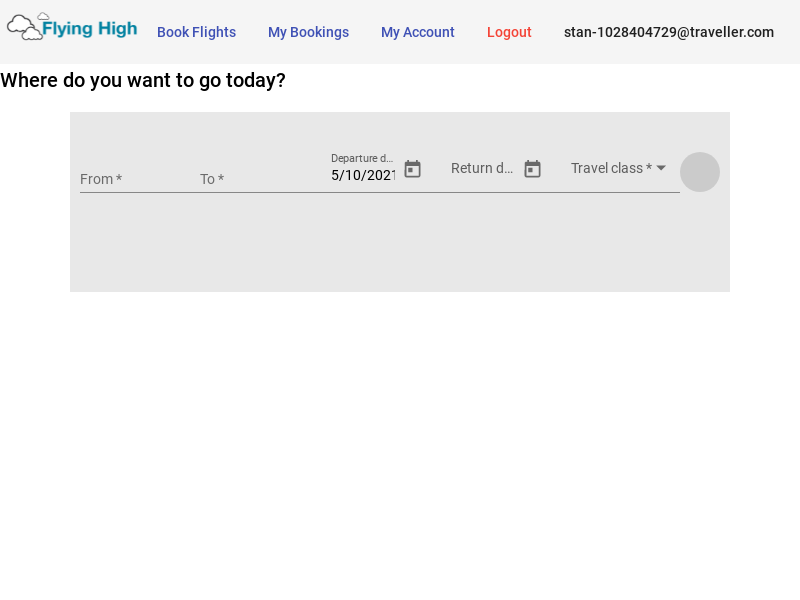 Flying High
Book Flights
My Bookings
My Account
Logout
stan-1028404729@traveller.com
Where do you want to go today?
From *
To *
Departure d...
5/10/2021
Return d...
Travel class *